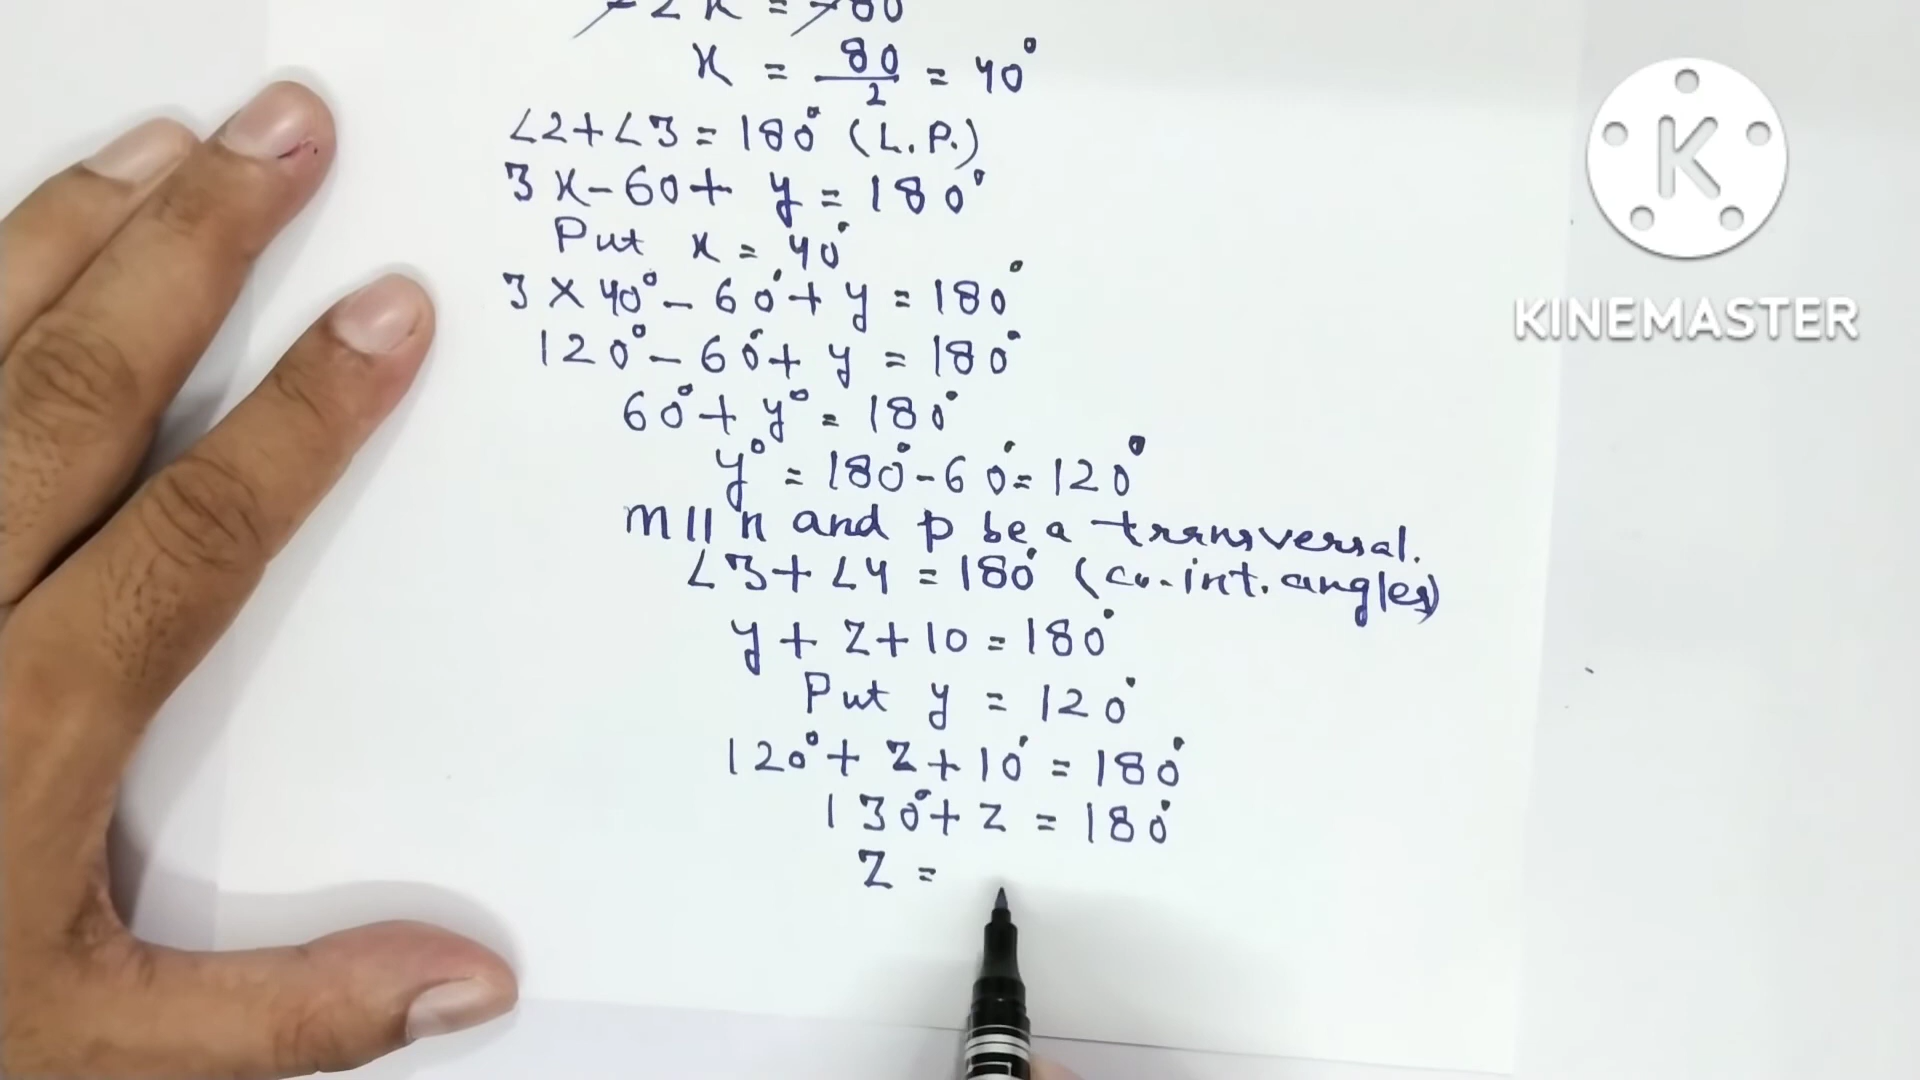 -2x = -80
x = 80/2 = 40°
∠2+∠3 = 180° (L.P.)
3x-60+ y = 180°
Put x = 40°
3 × 40° - 60° + y = 180°
120° - 60° + y = 180°
60° + y° = 180°
y° = 180° - 60° = 120°
m || n and p be a transversal.
∠3 + ∠4 = 180° (co-int. angles)
y + z + 10 = 180°
Put y = 120°
120° + z + 10° = 180°
130° + z = 180°
z =
K
KINEMASTER